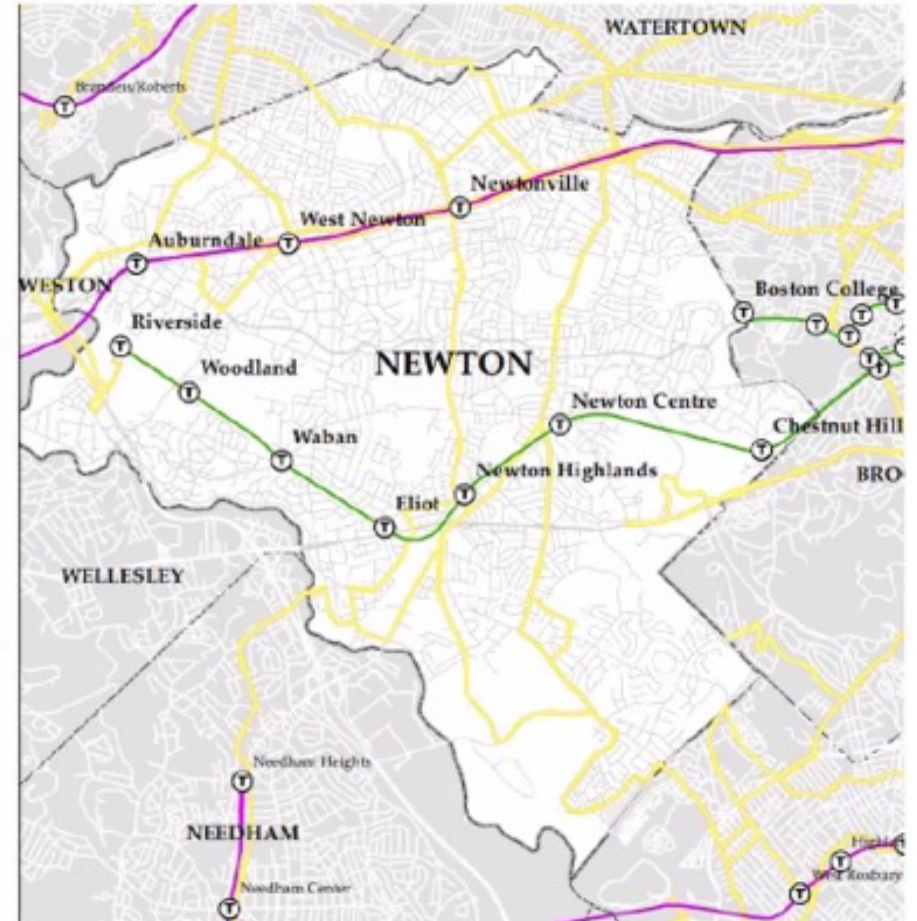 WATERTOWN
Brandeis/Roberts
Newtonville
West Newton
Auburndale
WESTON
Boston College
Riverside
NEWTON
Woodland
Newton Centre
Chestnut Hill
Waban
Newton Highlands
BRO
Eliot
WELLESLEY
Needham Heights
NEEDHAM
Highla
West Roxbury
Needham Center